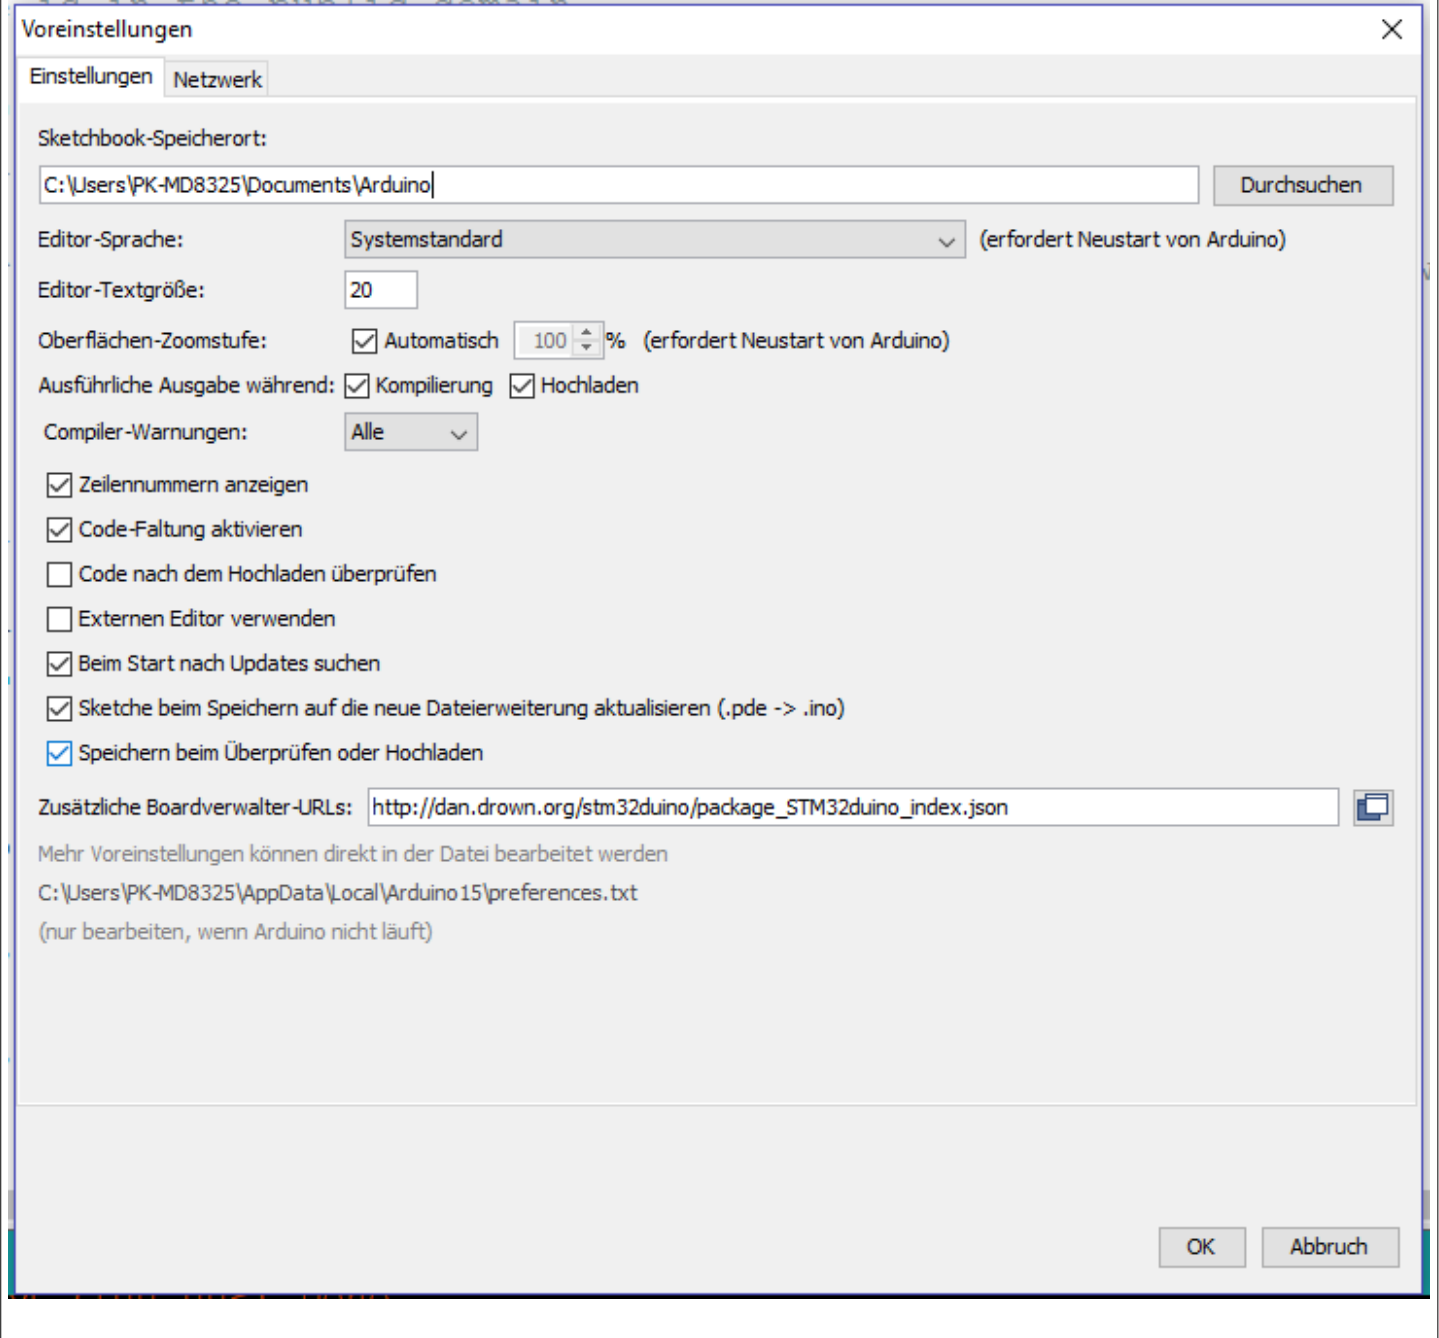 Voreinstellungen
Einstellungen Netzwerk
Sketchbook-Speicherort:
C:\Users\PK-MD8325\Documents\Arduino Durchsuchen
Editor-Sprache: Systemstandard (erfordert Neustart von Arduino)
Editor-Textgröße: 20
Oberflächen-Zoomstufe: Automatisch 100 % (erfordert Neustart von Arduino)
Ausführliche Ausgabe während: Kompilierung Hochladen
Compiler-Warnungen: Alle
Zeilennummern anzeigen
Code-Faltung aktivieren
Code nach dem Hochladen überprüfen
Externen Editor verwenden
Beim Start nach Updates suchen
Sketche beim Speichern auf die neue Dateierweiterung aktualisieren (.pde -> .ino)
Speichern beim Überprüfen oder Hochladen
Zusätzliche Boardverwalter-URLs: http://dan.drown.org/stm32duino/package_STM32duino_index.json
Mehr Voreinstellungen können direkt in der Datei bearbeitet werden
C:\Users\PK-MD8325\AppData\Local\Arduino15\preferences.txt
(nur bearbeiten, wenn Arduino nicht läuft)
OK Abbruch